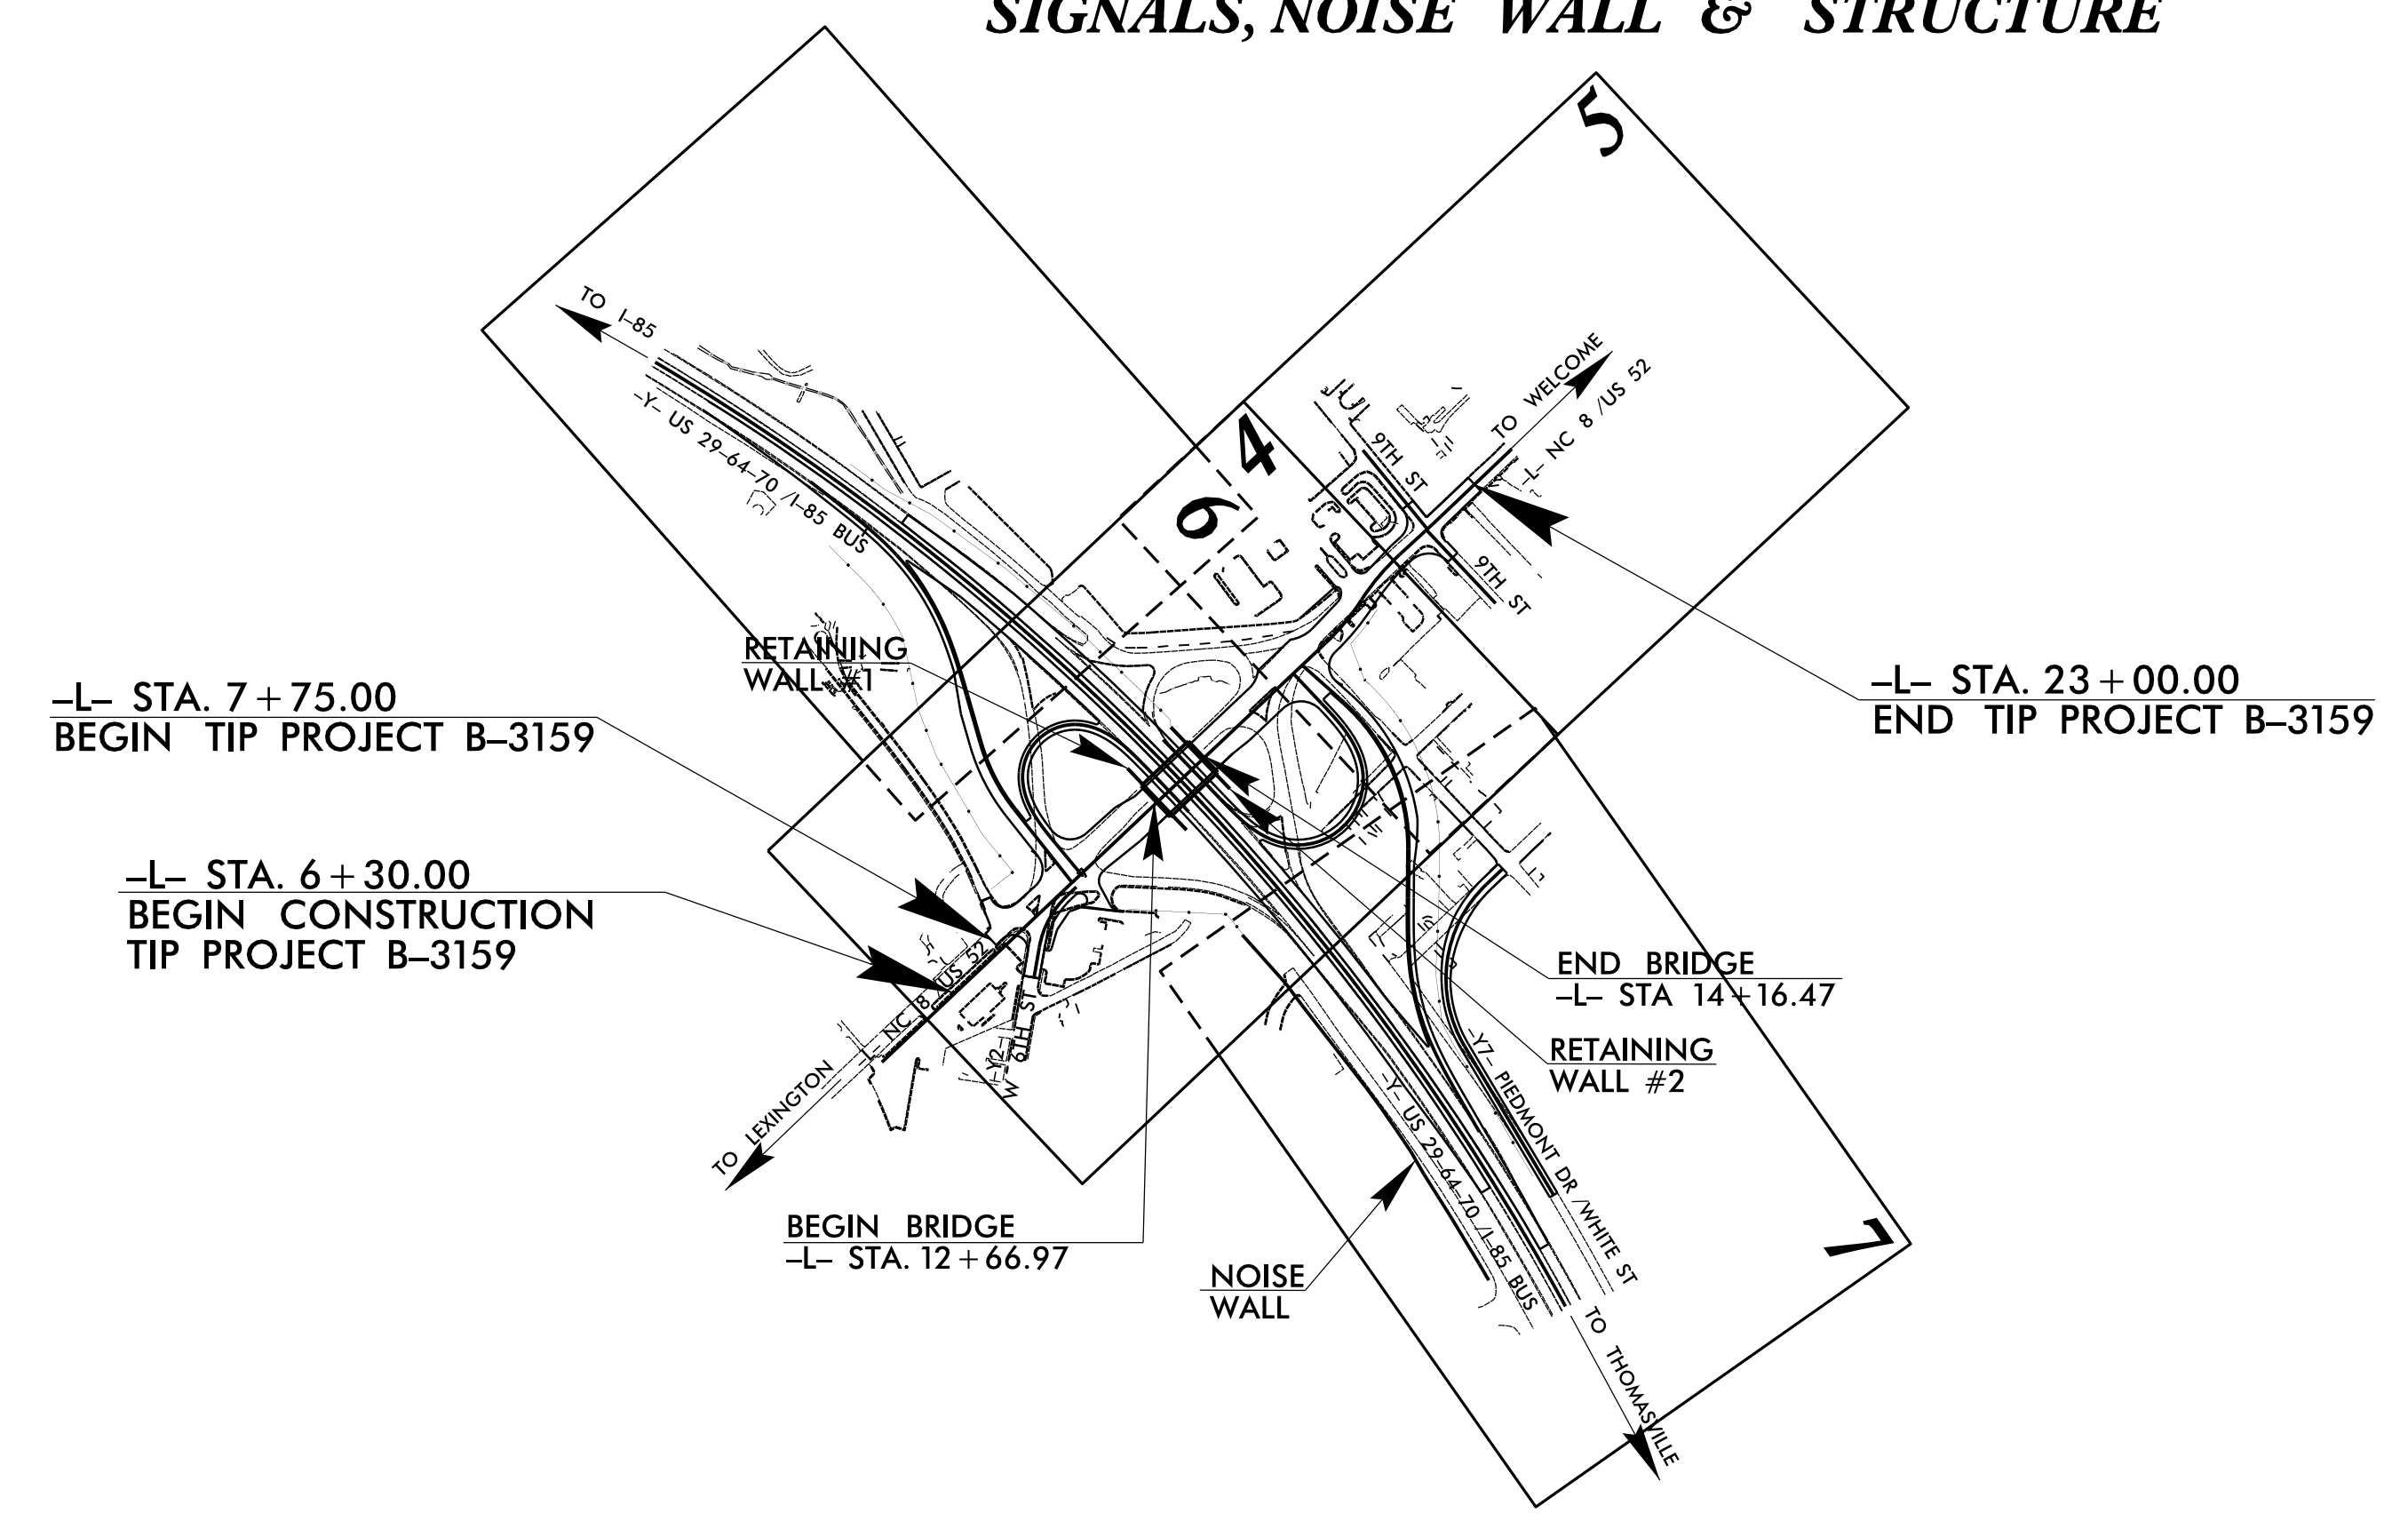 SIGNALS, NOISE WALL & STRUCTURE
5
TO I-85
-Y- US 29-64-70 /I-85 BUS
TO WELCOME
-L- NC 8 /US 52
9TH ST
4
6
9TH ST
RETAINING
WALL #1
-L- STA. 7+75.00
BEGIN TIP PROJECT B-3159
-L- STA. 23+00.00
END TIP PROJECT B-3159
-L- STA. 6+30.00
BEGIN CONSTRUCTION
TIP PROJECT B-3159
NC 8 /US 52
-Y2-
W 6TH ST
TO LEXINGTON
END BRIDGE
-L- STA 14+16.47
RETAINING
WALL #2
-Y7- PIEDMONT DR /WHITE ST
-Y- US 29-64-70 /I-85 BUS
BEGIN BRIDGE
-L- STA. 12+66.97
NOISE
WALL
7
TO THOMASVILLE